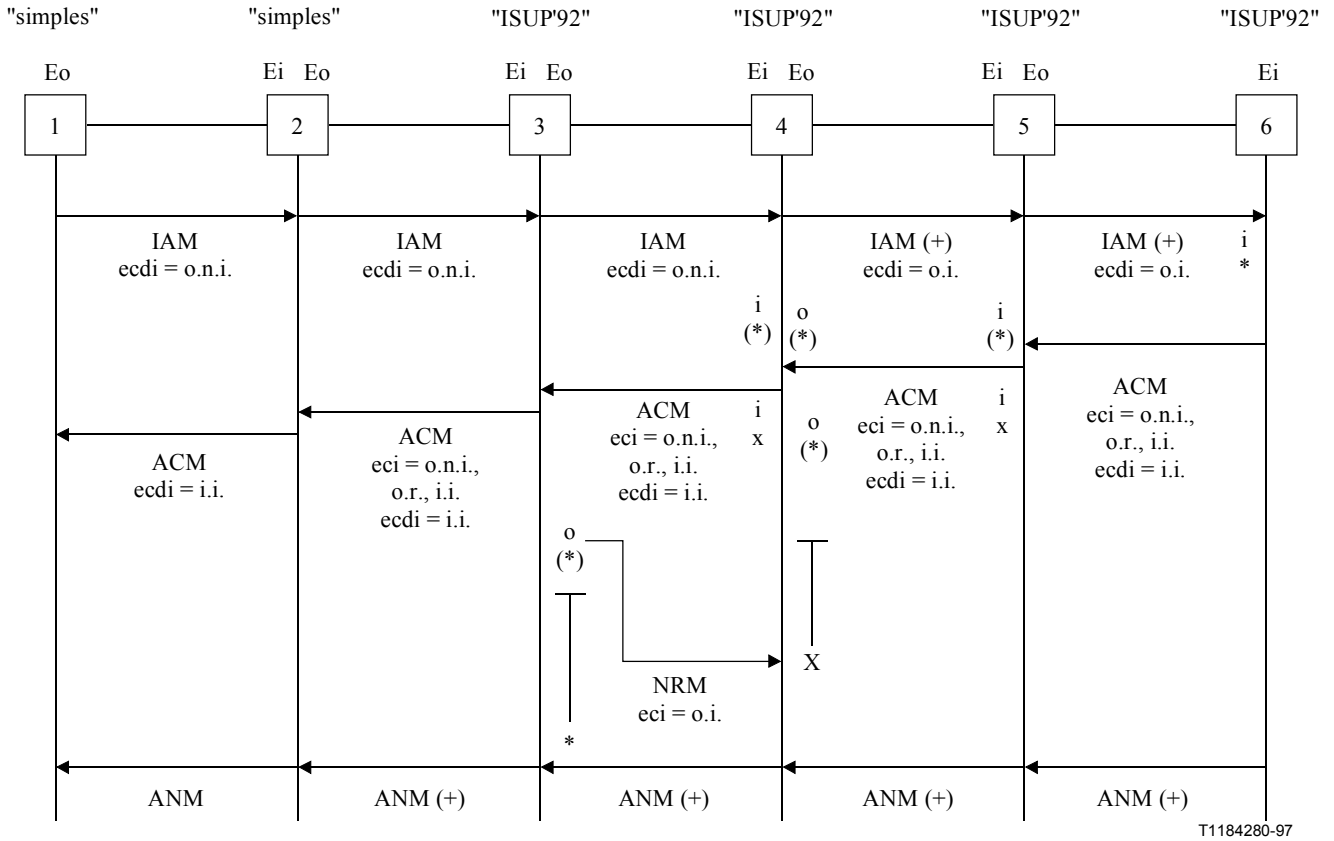 "simples" "simples" "ISUP'92" "ISUP'92" "ISUP'92" "ISUP'92"
Eo Ei Eo Ei Eo Ei Eo Ei Eo Ei
1 2 3 4 5 6
IAM IAM IAM IAM (+) IAM (+) i
ecdi = o.n.i. ecdi = o.n.i. ecdi = o.n.i. ecdi = o.i. ecdi = o.i. *
i o i
(*) (*) (*)
ACM
eci = o.n.i.,
o.r., i.i.
ecdi = i.i.
ACM i
eci = o.n.i., x
o.r., i.i.
ecdi = i.i.
o
(*)
ACM i
eci = o.n.i., x
o.r., i.i.
ecdi = i.i.
ACM
eci = o.n.i.,
o.r., i.i.
ecdi = i.i.
ACM
ecdi = i.i.
o
(*)
X
NRM
eci = o.i.
*
ANM ANM (+) ANM (+) ANM (+) ANM (+)
T1184280-97